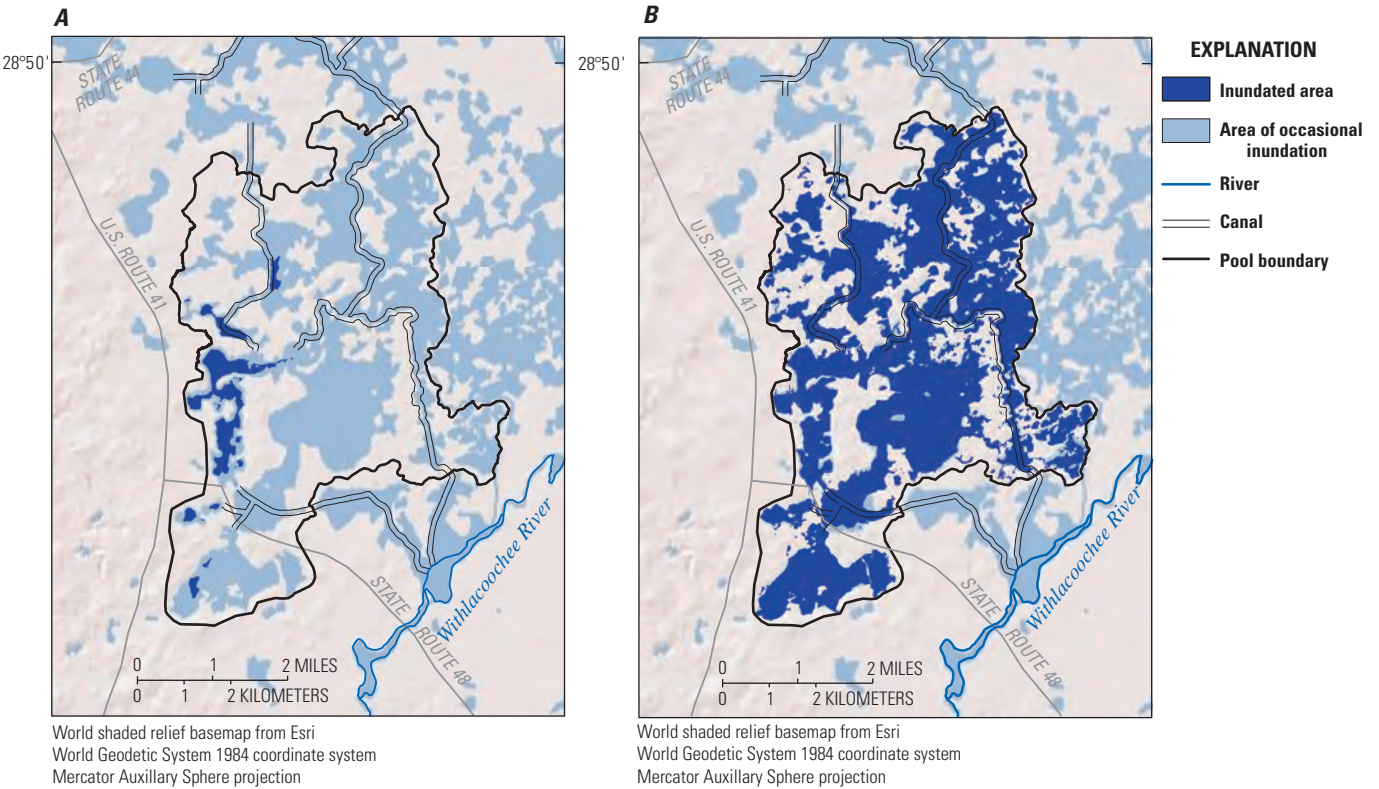 A
28°50'
STATE
ROUTE 44
U.S. ROUTE 41
Withlacoochee River
STATE
ROUTE 48
0 1 2 MILES
0 1 2 KILOMETERS
World shaded relief basemap from Esri
World Geodetic System 1984 coordinate system
Mercator Auxillary Sphere projection
B
28°50'
STATE
ROUTE 44
U.S. ROUTE 41
Withlacoochee River
STATE
ROUTE 48
0 1 2 MILES
0 1 2 KILOMETERS
World shaded relief basemap from Esri
World Geodetic System 1984 coordinate system
Mercator Auxillary Sphere projection
EXPLANATION
Inundated area
Area of occasional
inundation
River
Canal
Pool boundary